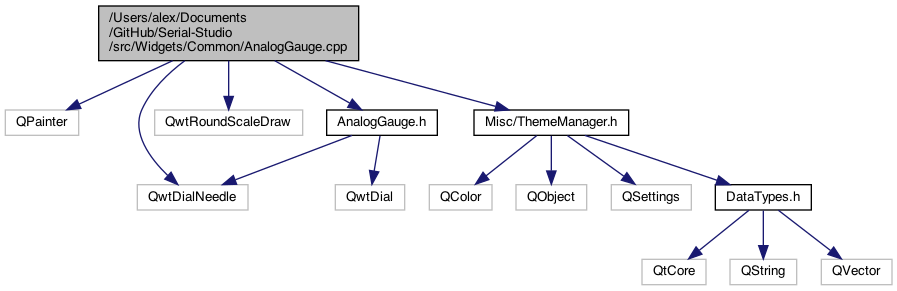 /Users/alex/Documents
/GitHub/Serial-Studio
/src/Widgets/Common/AnalogGauge.cpp
QPainter
QwtRoundScaleDraw
AnalogGauge.h
Misc/ThemeManager.h
QwtDialNeedle
QwtDial
QColor
QObject
QSettings
DataTypes.h
QtCore
QString
QVector